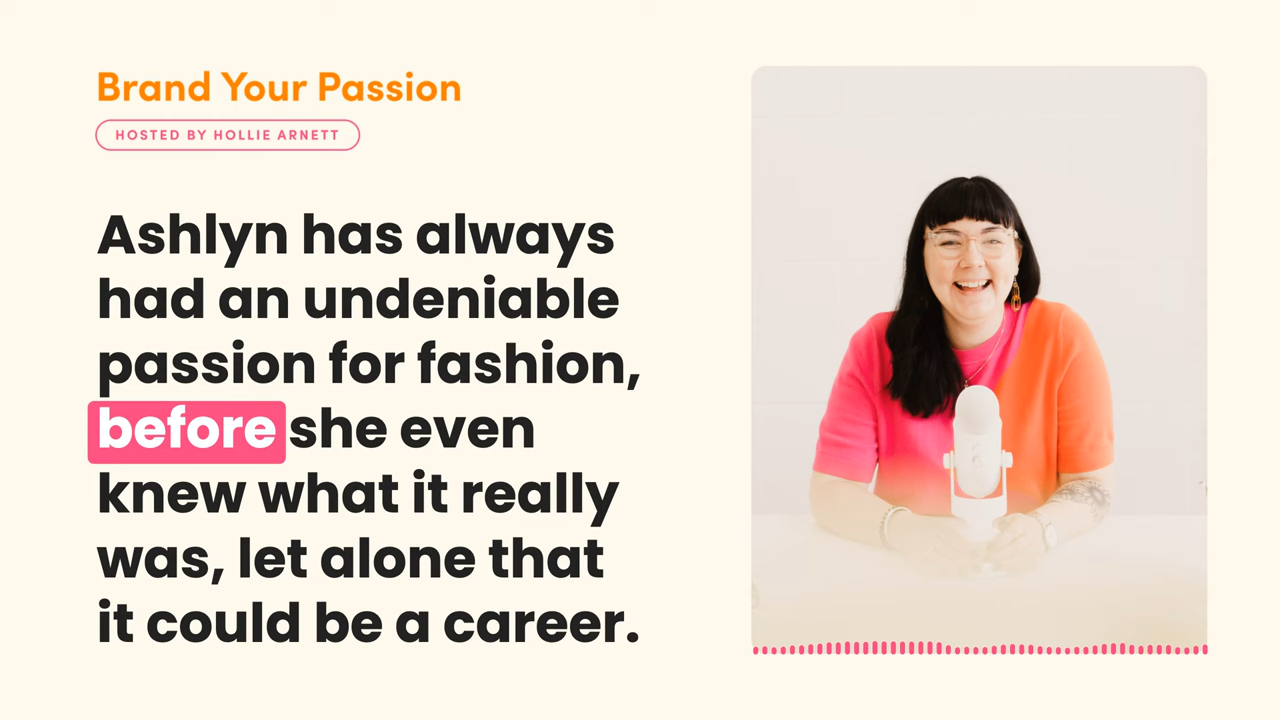 Brand Your Passion
HOSTED BY HOLLIE ARNETT
Ashlyn has always
had an undeniable
passion for fashion,
before she even
knew what it really
was, let alone that
it could be a career.